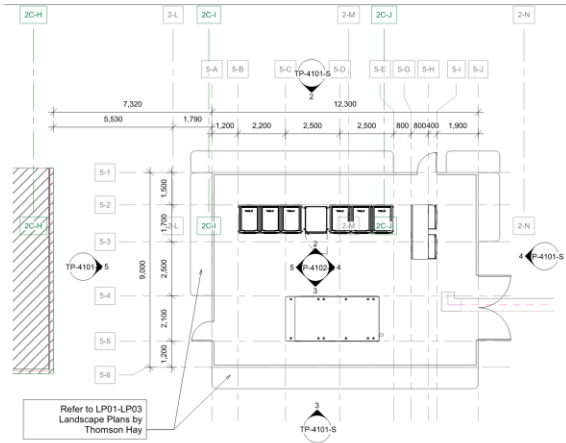 2C-H
2-L
2C-I
2-M
2C-J
2-N
5-A
5-B
5-C
TP-4101-S
2
5-D
5-E
5-G
5-H
5-I
5-J
7,320
12,300
5,530
1,790
1,200
2,200
2,500
2,500
800
800
400
1,900
5-1
5-2
5-3
5-4
5-5
5-6
9,000
1,500
1,700
2,500
2,100
1,200
2C-H
2-L
2C-I
2-M
2C-J
2-N
TP-4101-
5
2
5
P-4102
4
3
4
P-4101-S
3
TP-4101-S
Refer to LP01-LP03
Landscape Plans by
Thomson Hay